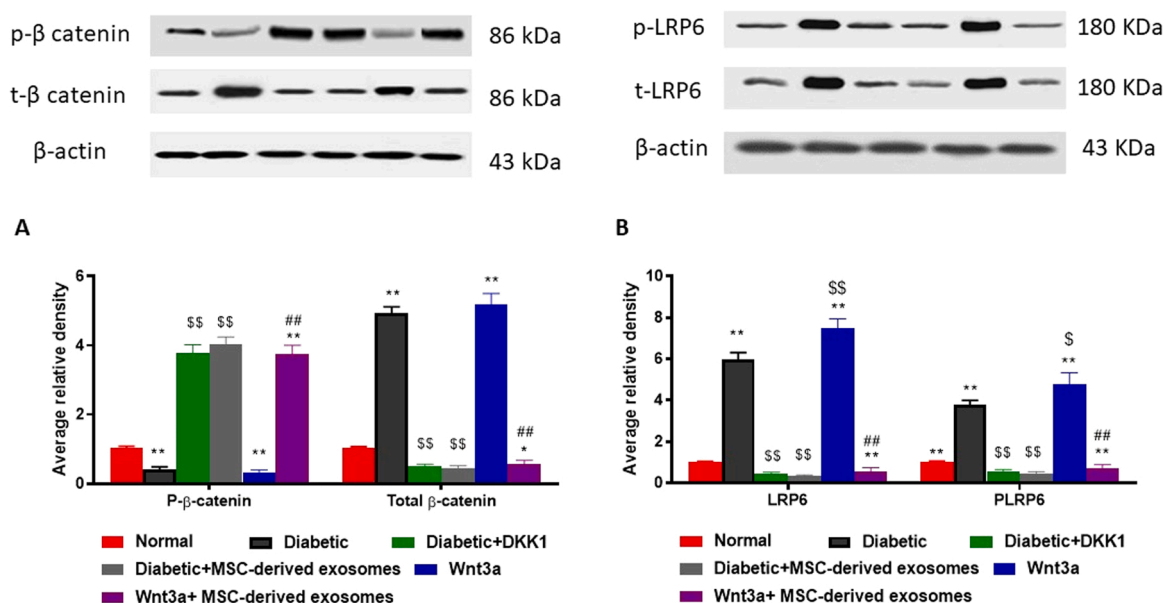 p-β catenin 86 kDa
t-β catenin 86 kDa
β-actin 43 kDa
p-LRP6 180 KDa
t-LRP6 180 KDa
β-actin 43 KDa
A
Average relative density
6
4
2
0
** $$ $$ ** ## **
** $$ $$ ** ## *
P-β-catenin Total β-catenin
Normal Diabetic Diabetic+DKK1
Diabetic+MSC-derived exosomes Wnt3a
Wnt3a+ MSC-derived exosomes
B
Average relative density
10
8
6
4
2
0
** $$ $$ $$ ** ## **
** ** $$ $$ $ ** ## **
LRP6 PLRP6
Normal Diabetic Diabetic+DKK1
Diabetic+MSC-derived exosomes Wnt3a
Wnt3a+ MSC-derived exosomes